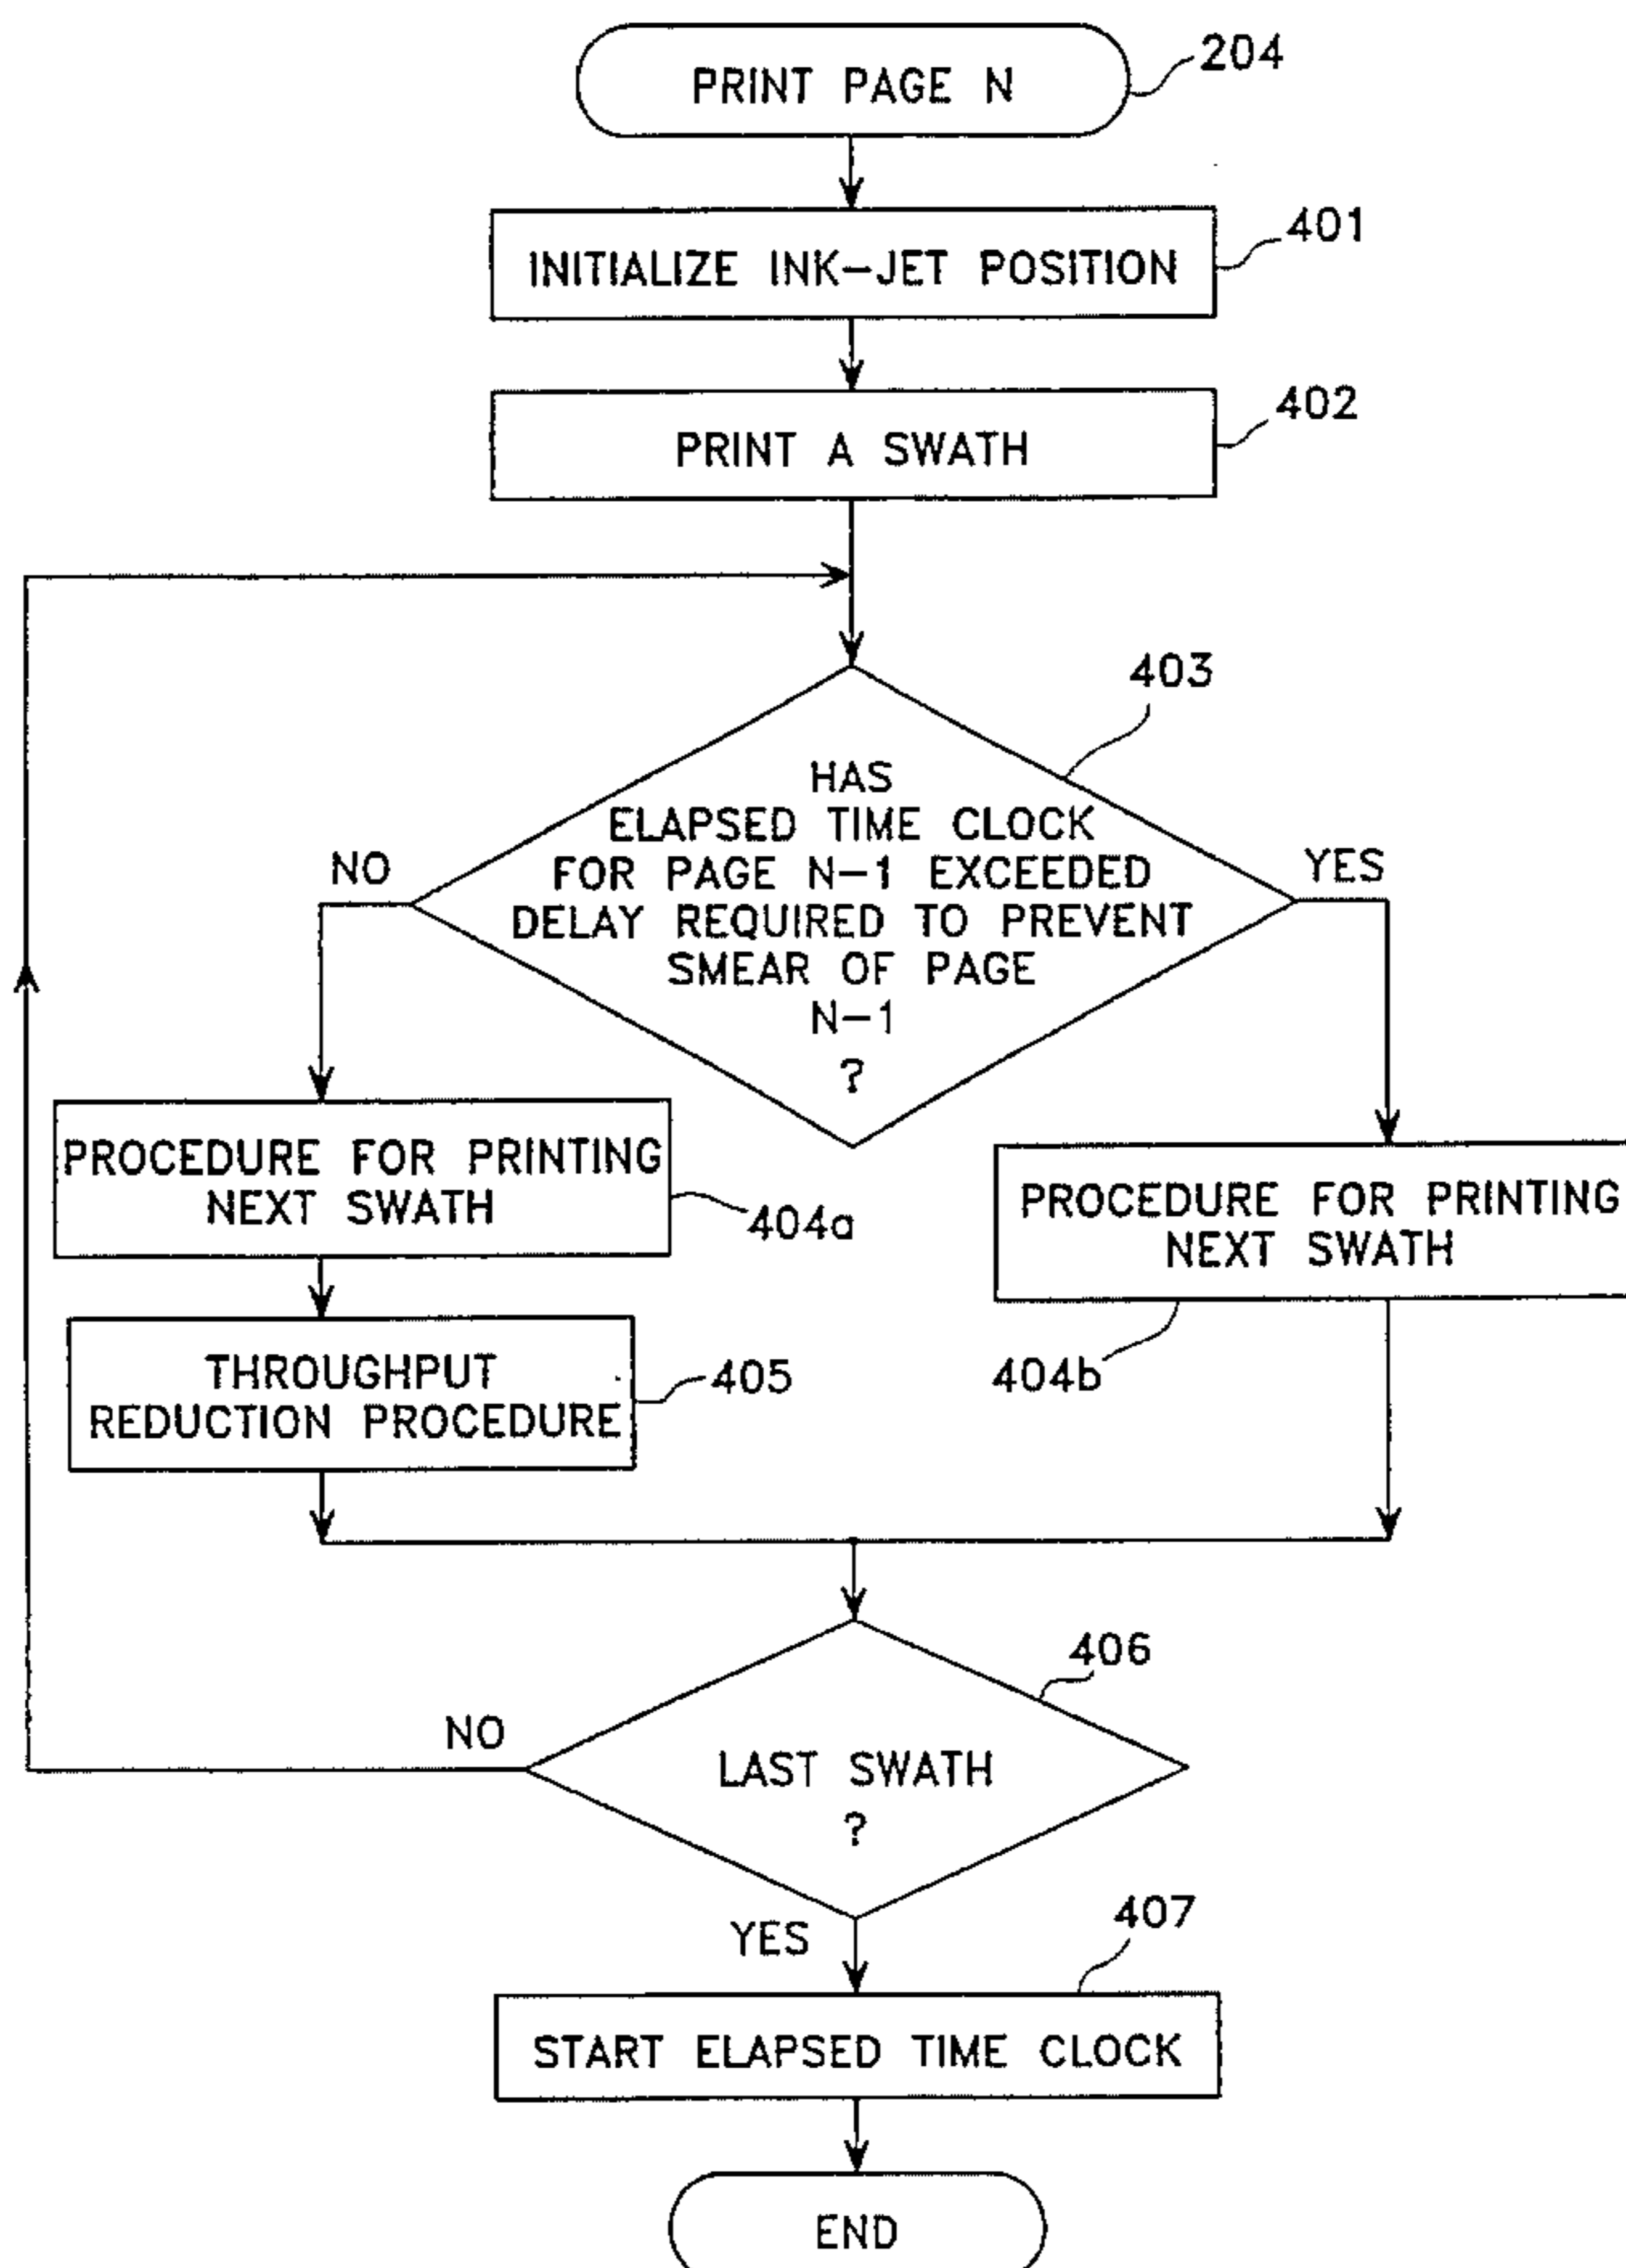 PRINT PAGE N
204
INITIALIZE INK-JET POSITION
401
PRINT A SWATH
402
403
HAS
ELAPSED TIME CLOCK
FOR PAGE N-1 EXCEEDED
DELAY REQUIRED TO PREVENT
SMEAR OF PAGE
N-1
?
NO
YES
PROCEDURE FOR PRINTING
NEXT SWATH
404a
PROCEDURE FOR PRINTING
NEXT SWATH
404b
THROUGHPUT
REDUCTION PROCEDURE
405
406
LAST SWATH
?
NO
YES
407
START ELAPSED TIME CLOCK
END